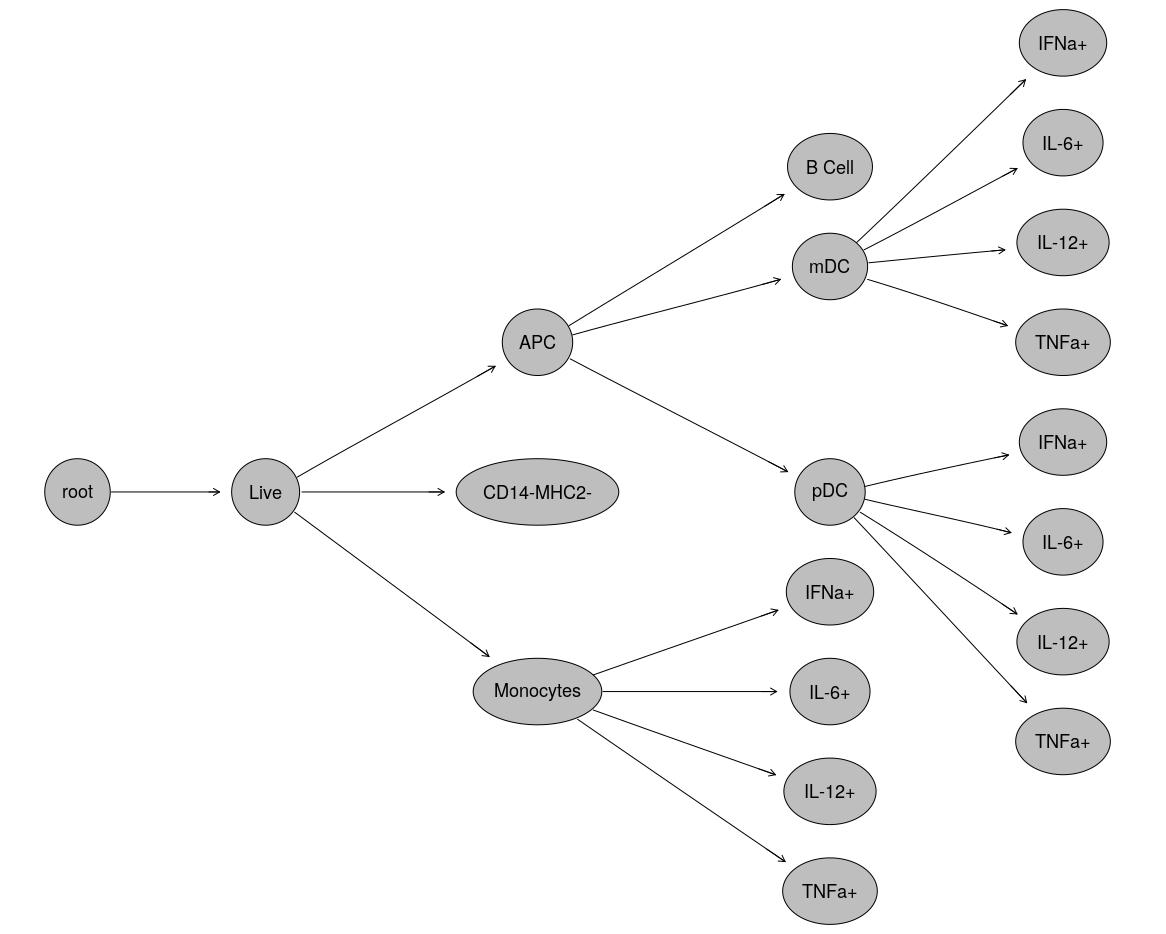 IFNa+
IL-6+
B Cell
IL-12+
mDC
TNFa+
APC
IFNa+
root
Live
CD14-MHC2-
pDC
IL-6+
IFNa+
IL-12+
Monocytes
IL-6+
TNFa+
IL-12+
TNFa+